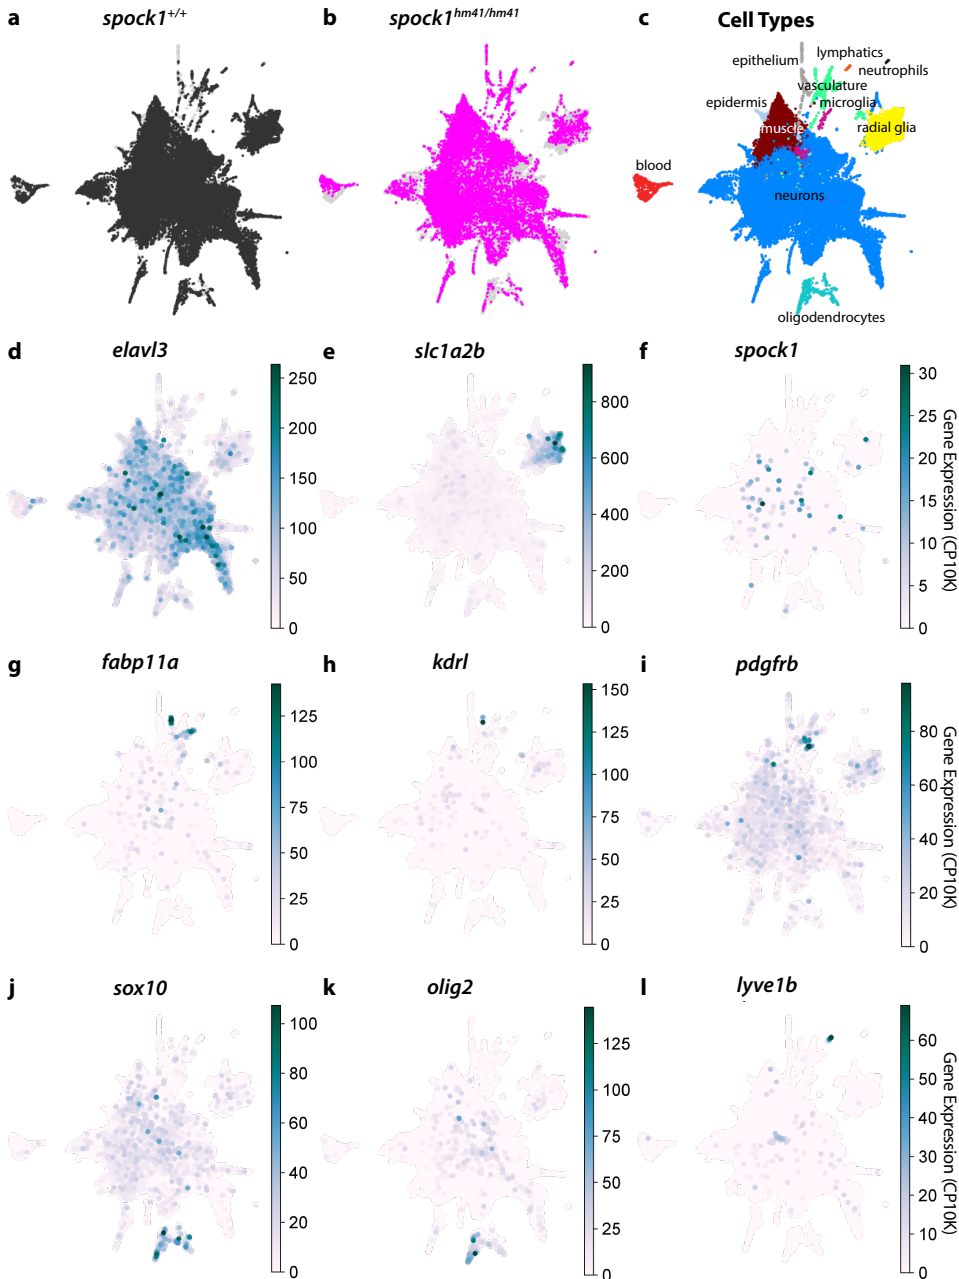 a spock1+/+
b spock1hm41/hm41
c Cell Types
epithelium
lymphatics
neutrophils
vasculature
microglia
epidermis
muscle
radial glia
blood
neurons
oligodendrocytes
d elavl3
250
200
150
100
50
0
e slc1a2b
800
600
400
200
0
f spock1
30
25
20
15
10
5
0
Gene Expression (CP10K)
g fabp11a
125
100
75
50
25
0
h kdrl
150
125
100
75
50
25
0
i pdgfrb
80
60
40
20
0
Gene Expression (CP10K)
j sox10
100
80
60
40
20
0
k olig2
125
100
75
50
25
0
l lyve1b
60
50
40
30
20
10
0
Gene Expression (CP10K)